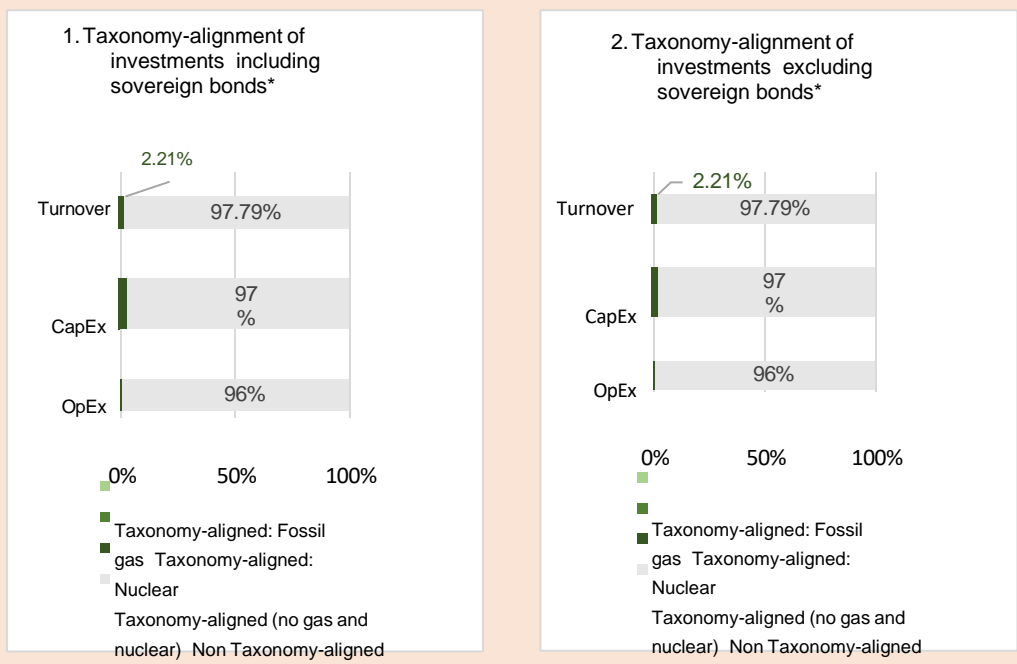 1. Taxonomy-alignment of
investments including
sovereign bonds*
2.21%
Turnover
97.79%
97
%
CapEx
96%
OpEx
0% 50% 100%
Taxonomy-aligned: Fossil
gas Taxonomy-aligned:
Nuclear
Taxonomy-aligned (no gas and
nuclear) Non Taxonomy-aligned
2. Taxonomy-alignment of
investments excluding
sovereign bonds*
2.21%
Turnover
97.79%
97
%
CapEx
96%
OpEx
0% 50% 100%
Taxonomy-aligned: Fossil
gas Taxonomy-aligned:
Nuclear
Taxonomy-aligned (no gas and
nuclear) Non Taxonomy-aligned